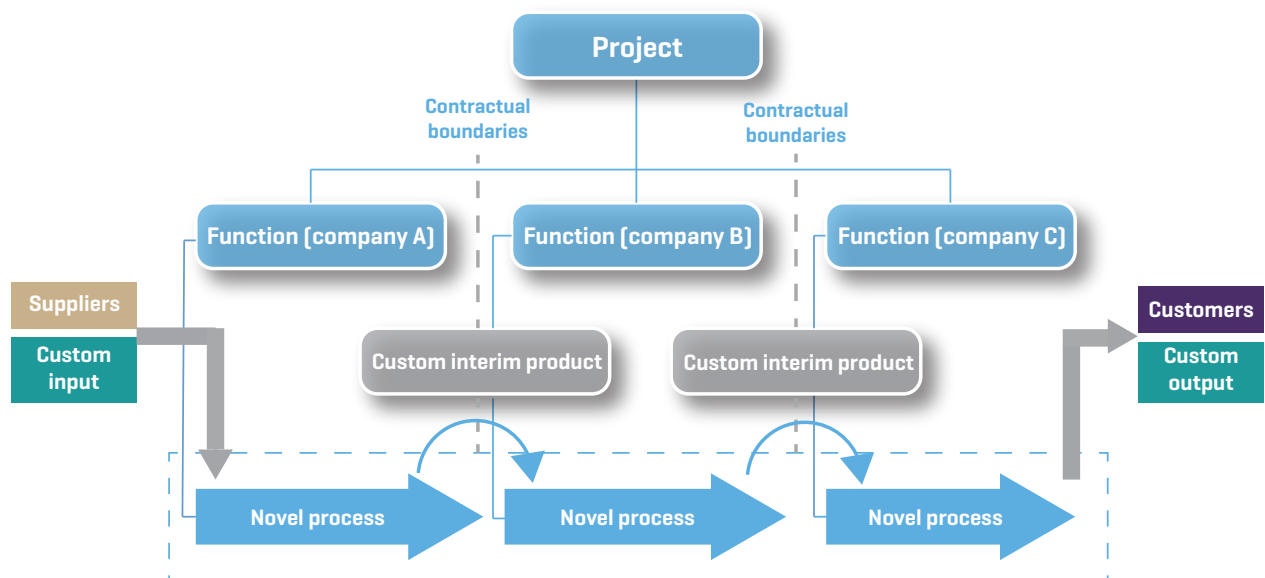 Project
Contractual
boundaries
Contractual
boundaries
Function (company A)
Function (company B)
Function (company C)
Suppliers
Custom
input
Custom interim product
Custom interim product
Customers
Custom
output
Novel process
Novel process
Novel process